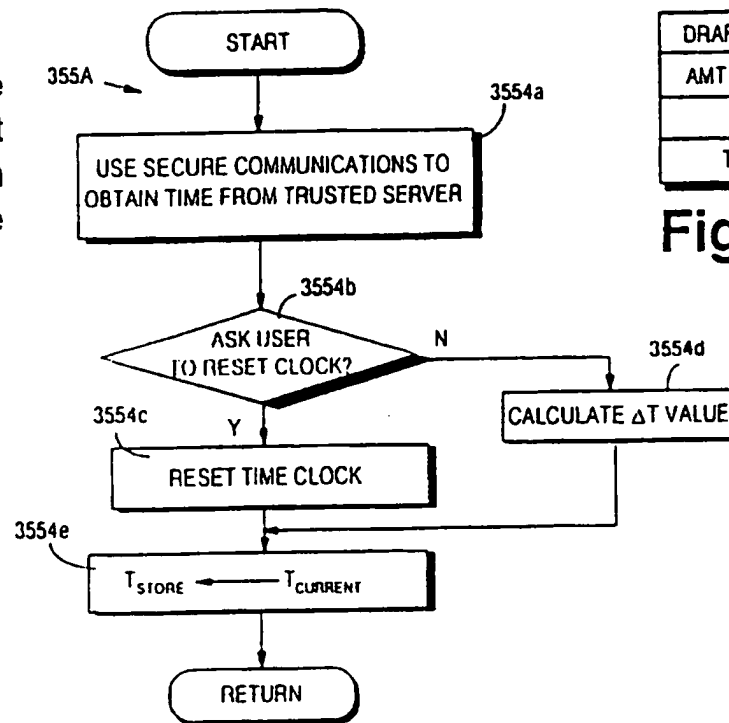 START
355A
3554a
USE SECURE COMMUNICATIONS TO
OBTAIN TIME FROM TRUSTED SERVER
3554b
ASK USER
TO RESET CLOCK?
N
3554d
CALCULATE ΔT VALUE
Y
3554c
RESET TIME CLOCK
3554e
T_STORE ← T_CURRENT
RETURN
AMT
T